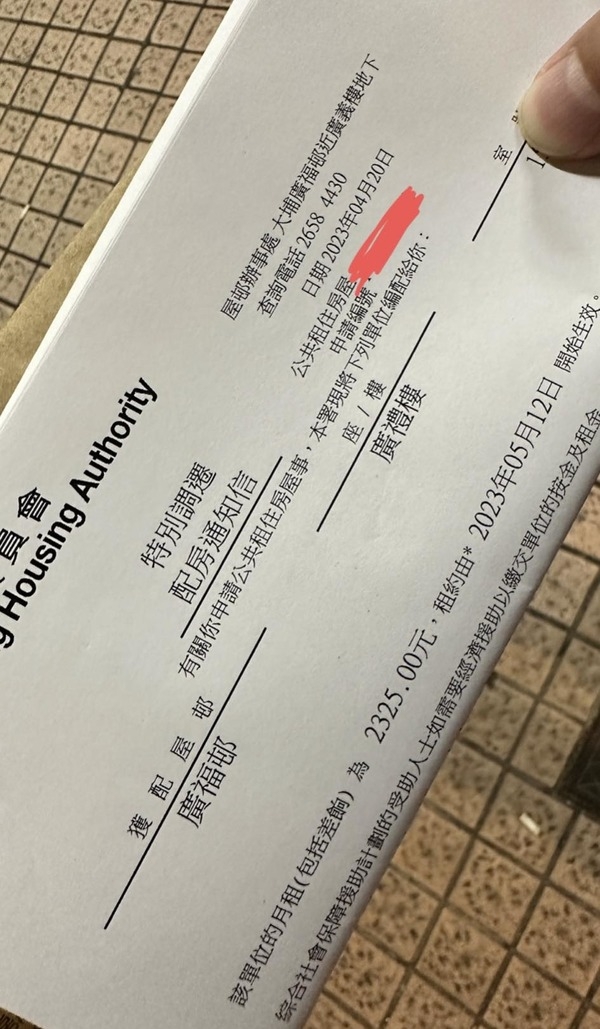 員會
Housing Authority
屋邨辦事處 大埔廣福邨近廣義樓地下
查詢電話 2658 4430
日期 2023年04月20日
特別調遷
配房通知信
公共租住房屋
申請編號
有關你申請公共租住房屋事，本署現將下列單位編配給你：
獲配屋邨 座/樓 室
廣福邨 廣禮樓 1
該單位的月租(包括差餉) 為 2325.00元，租約由* 2023年05月12日 開始生效。
綜合社會保障援助計劃的受助人士如需要經濟援助以繳交單位的按金及租金